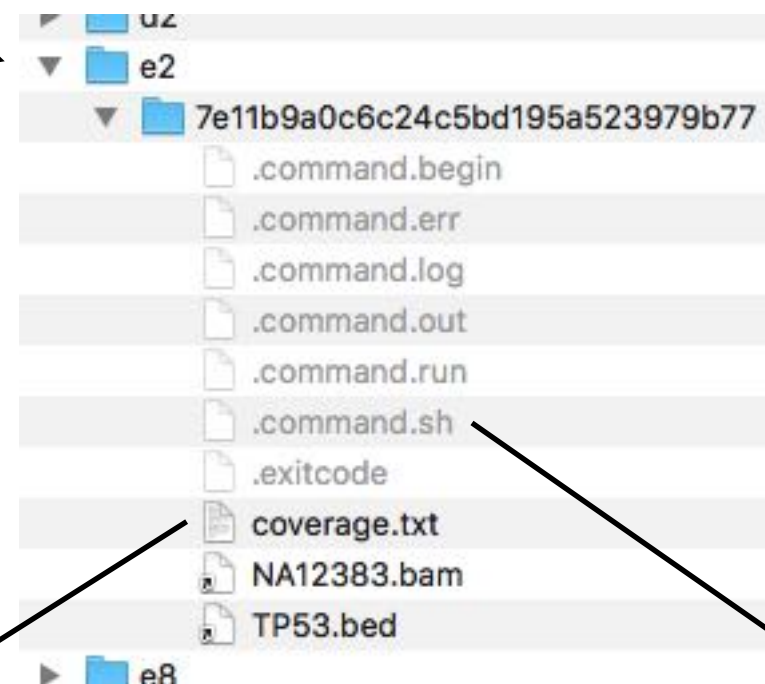 d2
e2
7e11b9a0c6c24c5bd195a523979b77
.command.begin
.command.err
.command.log
.command.out
.command.run
.command.sh
.exitcode
coverage.txt
NA12383.bam
TP53.bed
e8